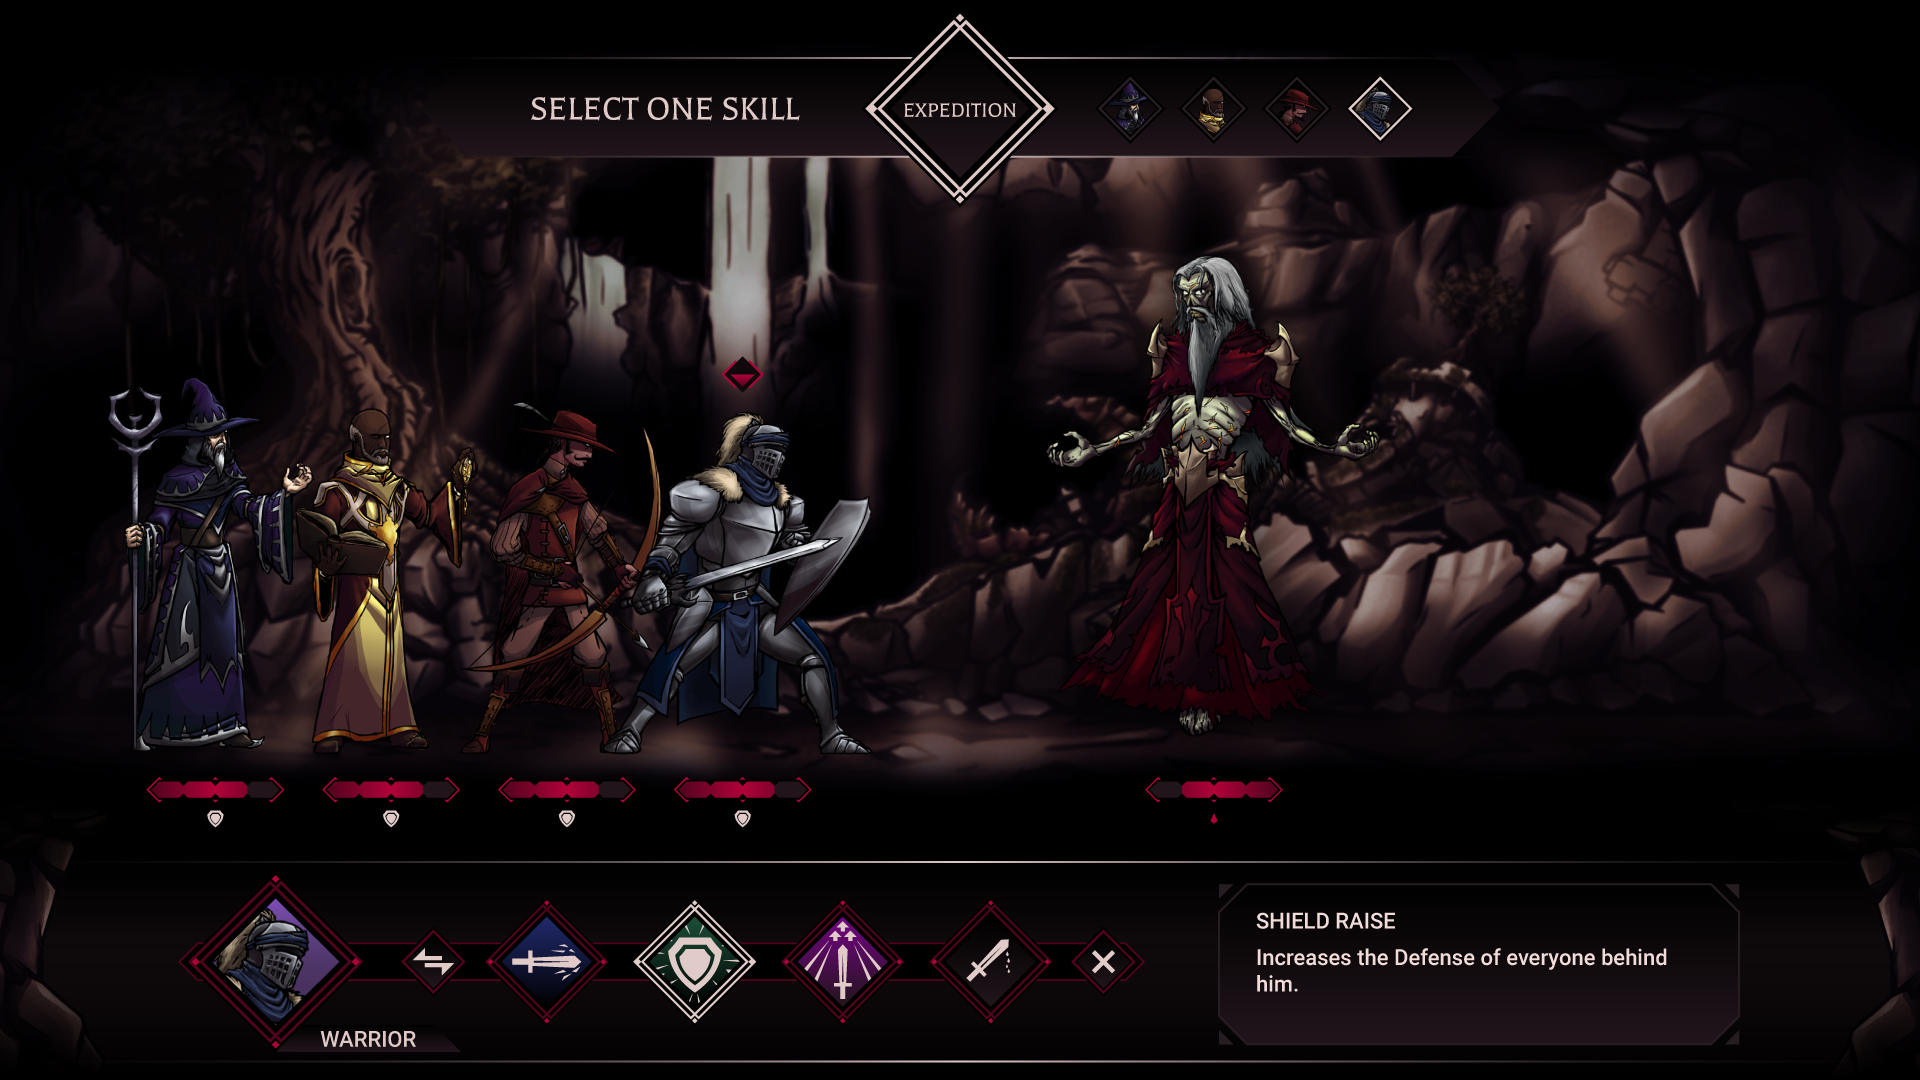 SELECT ONE SKILL
EXPEDITION
SHIELD RAISE
Increases the Defense of everyone behind
him.
WARRIOR